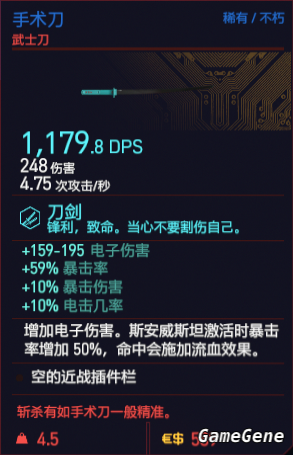 手术刀
稀有 / 不朽
武士刀
1,179.8 DPS
248 伤害
4.75 次攻击/秒
刀剑
锋利，致命。当心不要割伤自己。
+159-195 电子伤害
+59% 暴击率
+10% 暴击伤害
+10% 电击几率
增加电子伤害。斯安威斯坦激活时暴击
率增加 50%，命中会施加流血效果。
空的近战插件栏
斩杀有如手术刀一般精准。
4.5
€$
GameGene